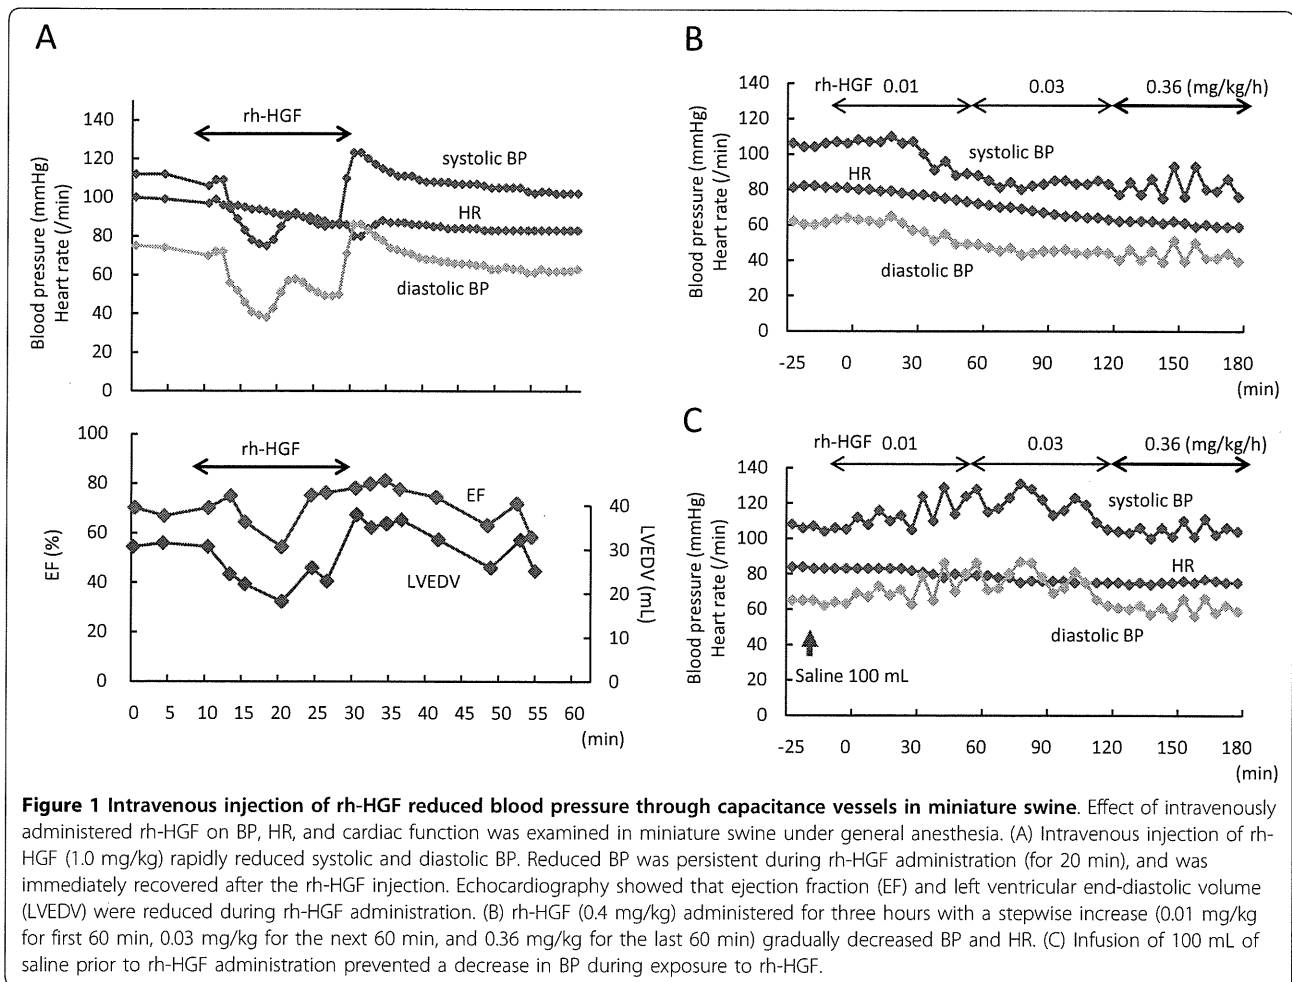 A
140
120
100
80
60
40
20
0
Blood pressure (mmHg)
Heart rate (/min)
rh-HGF
systolic BP
HR
diastolic BP
100
80
60
40
20
0
EF (%)
rh-HGF
EF
LVEDV
40
30
20
10
0
LVEDV (mL)
0 5 10 15 20 25 30 35 40 45 50 55 60
(min)
B
rh-HGF 0.01 0.03 0.36 (mg/kg/h)
140
120
100
80
60
40
20
0
Blood pressure (mmHg)
Heart rate (/min)
systolic BP
HR
diastolic BP
-25 0 30 60 90 120 150 180
(min)
C
rh-HGF 0.01 0.03 0.36 (mg/kg/h)
140
120
100
80
60
40
20
0
Blood pressure (mmHg)
Heart rate (/min)
systolic BP
HR
diastolic BP
Saline 100 mL
-25 0 30 60 90 120 150 180
(min)
Figure 1 Intravenous injection of rh-HGF reduced blood pressure through capacitance vessels in miniature swine. Effect of intravenously
administered rh-HGF on BP, HR, and cardiac function was examined in miniature swine under general anesthesia. (A) Intravenous injection of rh-
HGF (1.0 mg/kg) rapidly reduced systolic and diastolic BP. Reduced BP was persistent during rh-HGF administration (for 20 min), and was
immediately recovered after the rh-HGF injection. Echocardiography showed that ejection fraction (EF) and left ventricular end-diastolic volume
(LVEDV) were reduced during rh-HGF administration. (B) rh-HGF (0.4 mg/kg) administered for three hours with a stepwise increase (0.01 mg/kg
for first 60 min, 0.03 mg/kg for the next 60 min, and 0.36 mg/kg for the last 60 min) gradually decreased BP and HR. (C) Infusion of 100 mL of
saline prior to rh-HGF administration prevented a decrease in BP during exposure to rh-HGF.